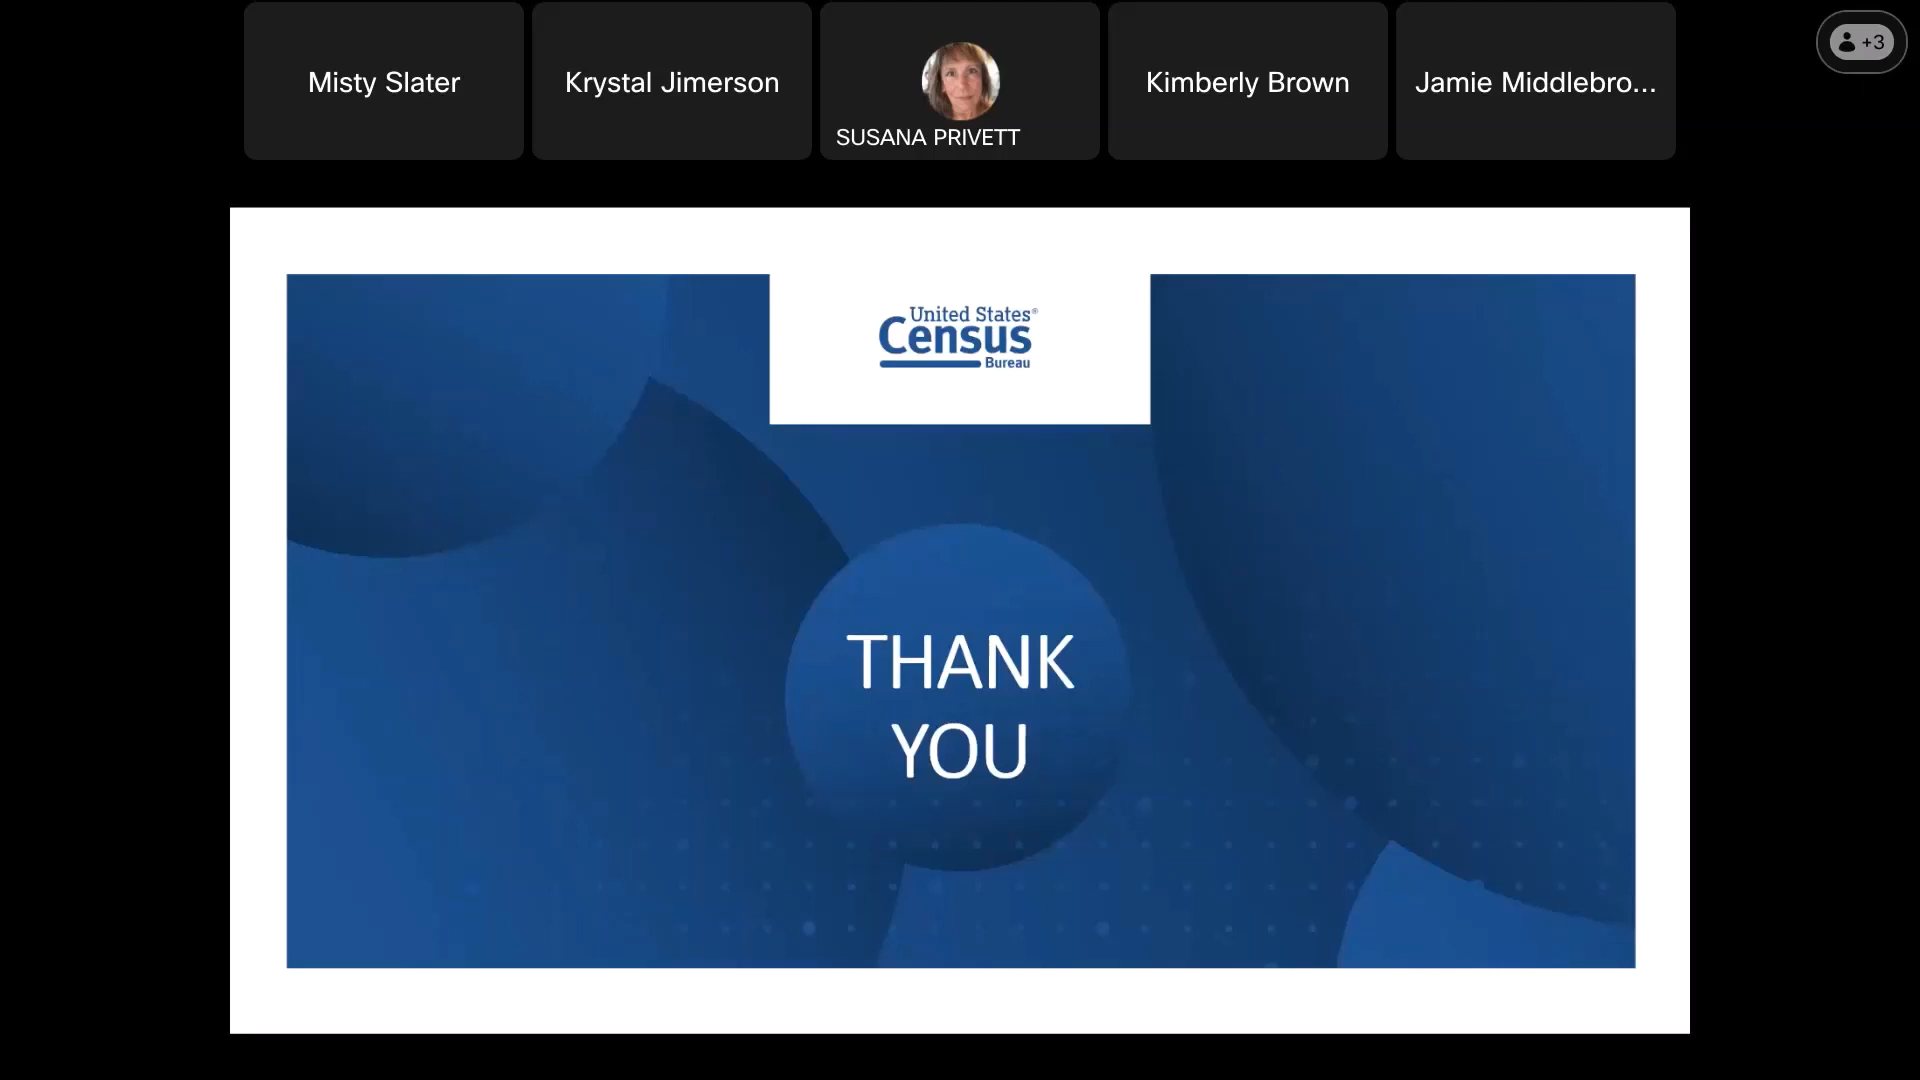 Misty Slater
Krystal Jimerson
SUSANA PRIVETT
Kimberly Brown
Jamie Middlebro...
+3
United States®
Census
Bureau
THANK
YOU